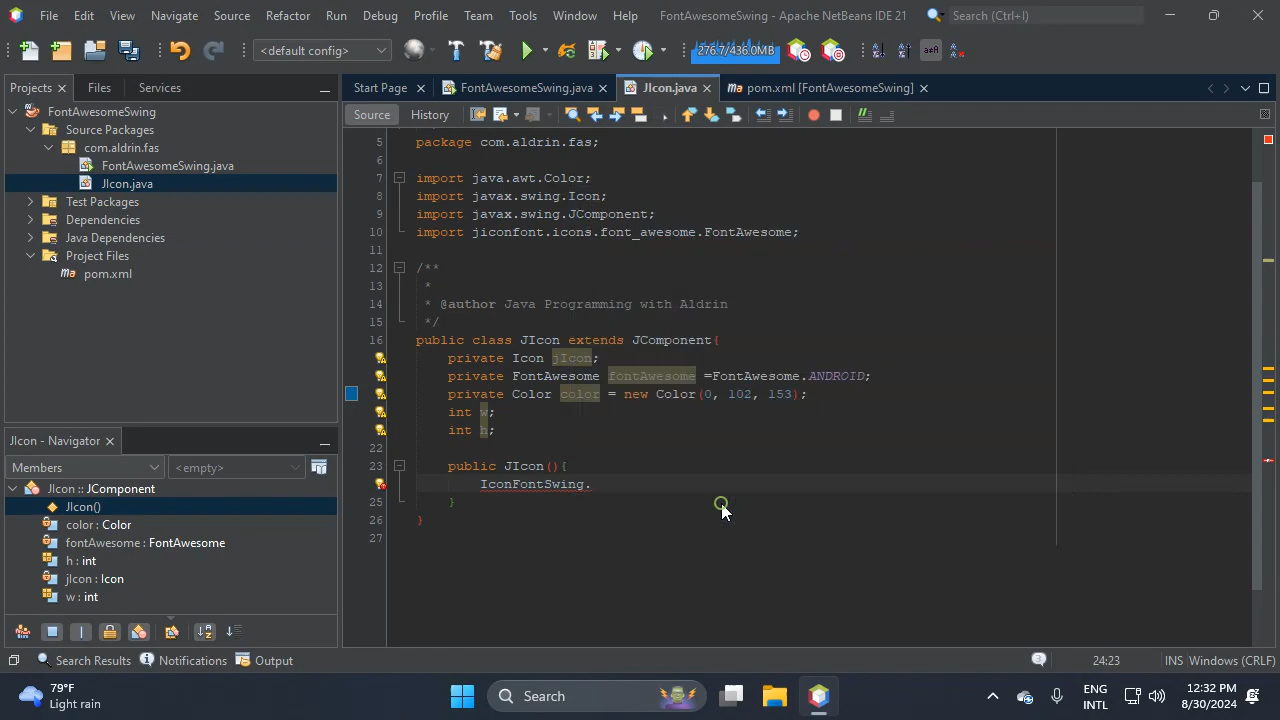 File Edit View Navigate Source Refactor Run Debug Profile Team Tools Window Help FontAwesomeSwing - Apache NetBeans IDE 21 Search (Ctrl+I)
<default config> 276.7/436.0MB
Projects Files Services
Start Page FontAwesomeSwing.java JIcon.java pom.xml [FontAwesomeSwing]
Source History
FontAwesomeSwing
Source Packages
com.aldrin.fas
FontAwesomeSwing.java
JIcon.java
Test Packages
Dependencies
Java Dependencies
Project Files
pom.xml
5 package com.aldrin.fas;
6
7 import java.awt.Color;
8 import javax.swing.Icon;
9 import javax.swing.JComponent;
10 import jiconfont.icons.font_awesome.FontAwesome;
11
12 /**
13 *
14 * @author Java Programming with Aldrin
15 */
16 public class JIcon extends JComponent{
private Icon jIcon;
private FontAwesome fontAwesome =FontAwesome.ANDROID;
private Color color = new Color(0, 102, 153);
int w;
int h;
22
23 public JIcon(){
IconFontSwing.
25 }
26 }
27
JIcon - Navigator
Members <empty>
JIcon :: JComponent
JIcon()
color : Color
fontAwesome : FontAwesome
h : int
jIcon : Icon
w : int
Search Results Notifications Output 24:23 INS Windows (CRLF)
79°F
Light rain
Search
ENG
INTL
12:32 PM
8/30/2024